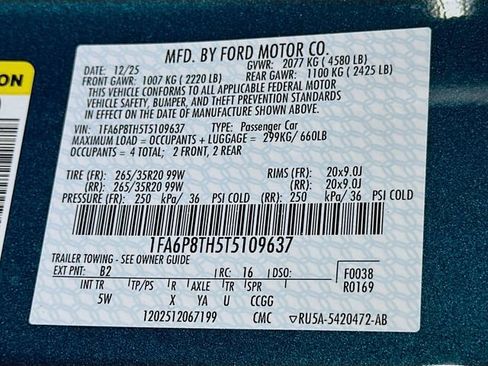 ON
MFD. BY FORD MOTOR CO.
DATE: 12/25 GVWR: 2077 KG ( 4580 LB)
FRONT GAWR: 1007 KG ( 2220 LB) REAR GAWR: 1100 KG ( 2425 LB)
THIS VEHICLE CONFORMS TO ALL APPLICABLE FEDERAL MOTOR
VEHICLE SAFETY, BUMPER, AND THEFT PREVENTION STANDARDS
IN EFFECT ON THE DATE OF MANUFACTURE SHOWN ABOVE.
VIN: 1FA6P8TH5T5109637 TYPE: Passenger Car
MAXIMUM LOAD = OCCUPANTS + LUGGAGE = 299KG/ 660LB
OCCUPANTS = 4 TOTAL; 2 FRONT, 2 REAR
TIRE (FR): 265/35R20 99W RIMS (FR): 20x9.0J
(RR): 265/35R20 99W (RR): 20x9.0J
PRESSURE (FR) 250 kPa/ 36 PSI COLD (RR) 250 kPa/ 36 PSI COLD
1FA6P8TH5T5109637
TRAILER TOWING - SEE OWNER GUIDE
EXT PNT: B2 RC: 16 F0038
INT TR TP/PS R AXLE TR SPR R0169
5W X YA U CCGG
1202512067199 CMC ▽RU5A-5420472-AB